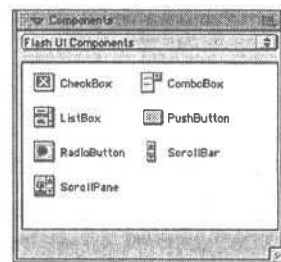 Components
Flash UI Components
CheckBox ComboBox
ListBox PushButton
RadioButton ScrollBar
ScrollPane